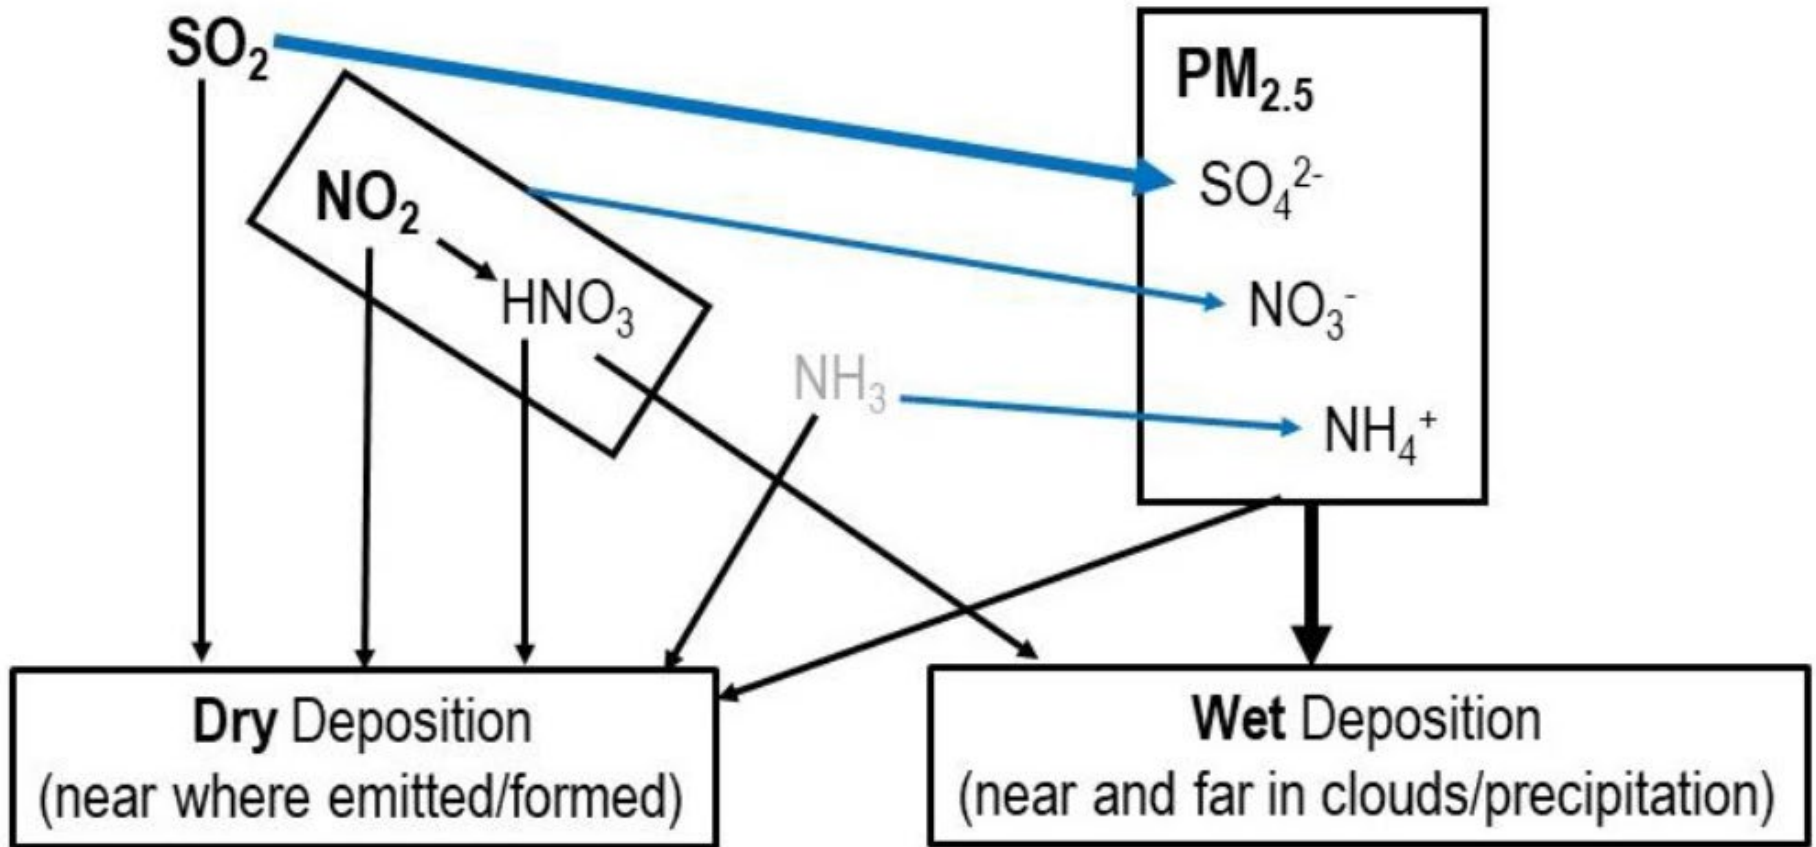 SO₂
PM₂.₅
SO₄²⁻
NO₂
HNO₃
NO₃⁻
NH₃
NH₄⁺
Dry Deposition
(near where emitted/formed)
Wet Deposition
(near and far in clouds/precipitation)